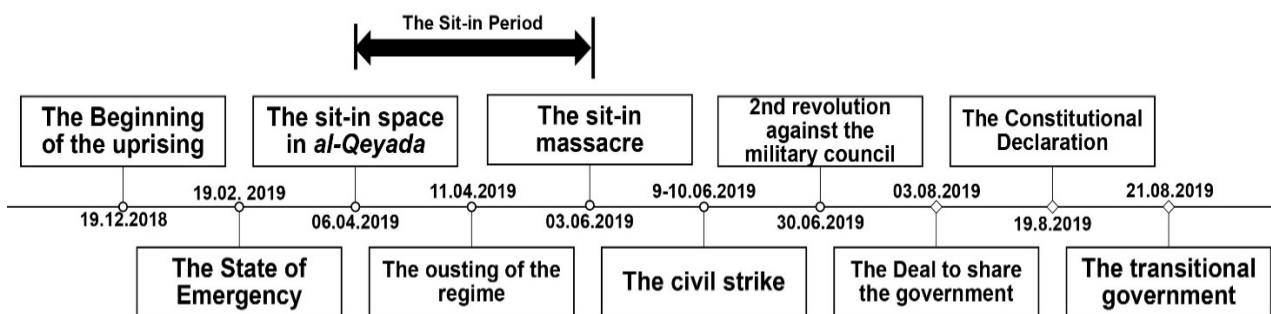 The Sit-in Period
The Beginning
of the uprising
The sit-in space
in al-Qeyada
The sit-in
massacre
2nd revolution
against the
military council
The Constitutional
Declaration
19.02, 2019
11.04.2019
9-10.06.2019
03.08.2019
21.08.2019
19.12.2018
06.04.2019
03.06.2019
30.06.2019
19.8.2019
The State of
Emergency
The ousting of the
regime
The civil strike
The Deal to share
the government
The transitional
government